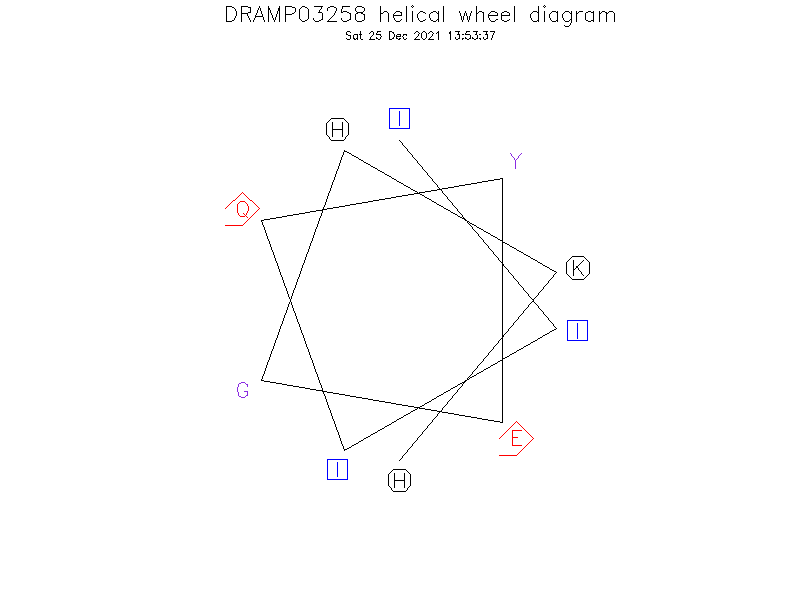 DRAMP03258 helical wheel diagram
Sat 25 Dec 2021 13:53:37
I
H
Y
Q
K
I
G
E
I
H